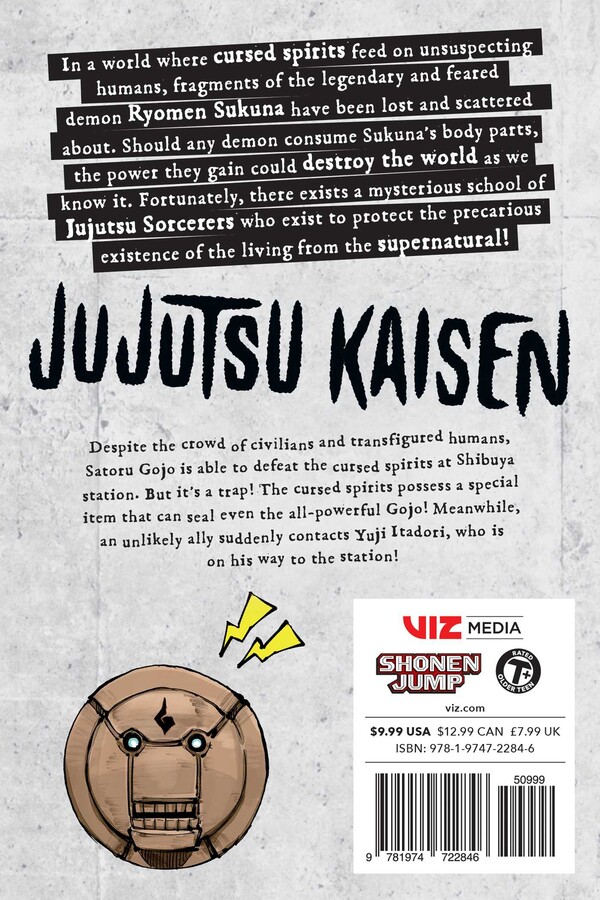 In a world where cursed spirits feed on unsuspecting
humans, fragments of the legendary and feared
demon Ryomen Sukuna have been lost and scattered
about. Should any demon consume Sukuna's body parts,
the power they gain could destroy the world as we
know it. Fortunately, there exists a mysterious school of
Jujutsu Sorcerers who exist to protect the precarious
existence of the living from the supernatural!
JUJUTSU KAISEN
Despite the crowd of civilians and transfigured humans,
Satoru Gojo is able to defeat the cursed spirits at Shibuya
station. But it's a trap! The cursed spirits possess a special
item that can seal even the all-powerful Gojo! Meanwhile,
an unlikely ally suddenly contacts Yuji Itadori, who is
on his way to the station!
VIZ MEDIA
SHONEN
JUMP
RATED
T+
OLDER TEEN
viz.com
$9.99 USA $12.99 CAN £7.99 UK
ISBN: 978-1-9747-2284-6
50999
9 781974 722846